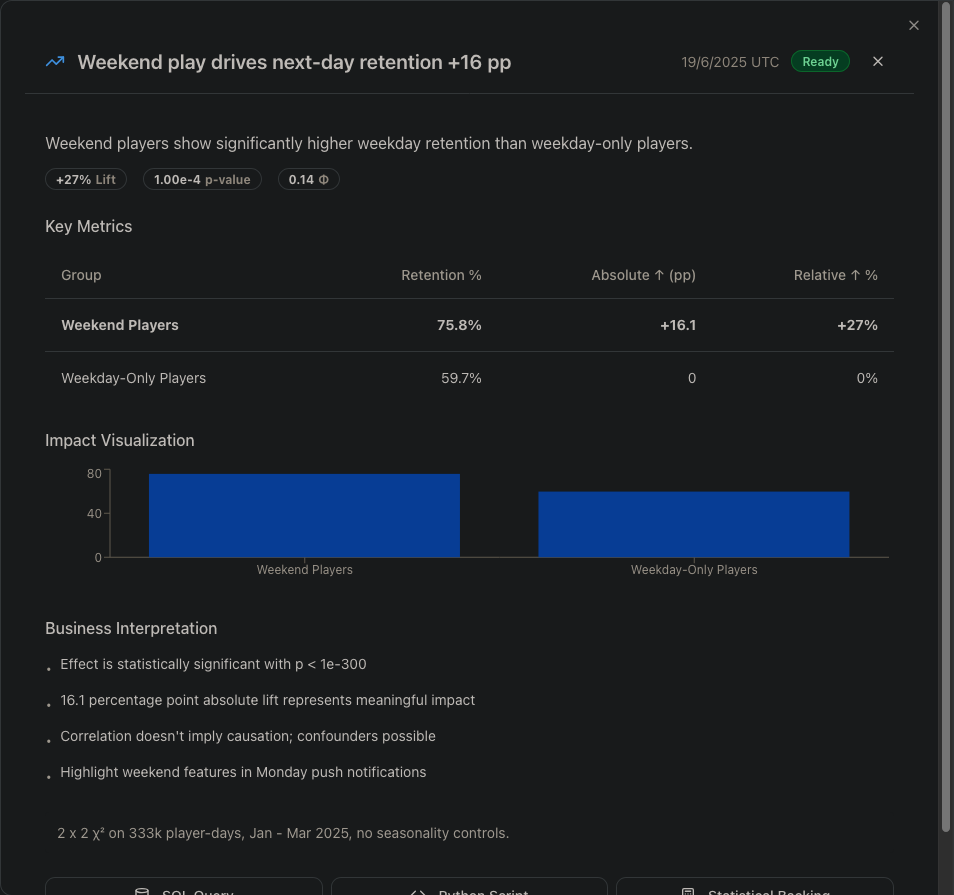 Weekend play drives next-day retention +16 pp 19/6/2025 UTC Ready
Weekend players show significantly higher weekday retention than weekday-only players.
+27% Lift 1.00e-4 p-value 0.14 Φ
Key Metrics
Group Retention % Absolute ↑ (pp) Relative ↑ %
Weekend Players 75.8% +16.1 +27%
Weekday-Only Players 59.7% 0 0%
Impact Visualization
80
40
0
Weekend Players Weekday-Only Players
Business Interpretation
• Effect is statistically significant with p < 1e-300
• 16.1 percentage point absolute lift represents meaningful impact
• Correlation doesn't imply causation; confounders possible
• Highlight weekend features in Monday push notifications
2 x 2 χ² on 333k player-days, Jan - Mar 2025, no seasonality controls.
SQL Query Python Script Statistical Backing